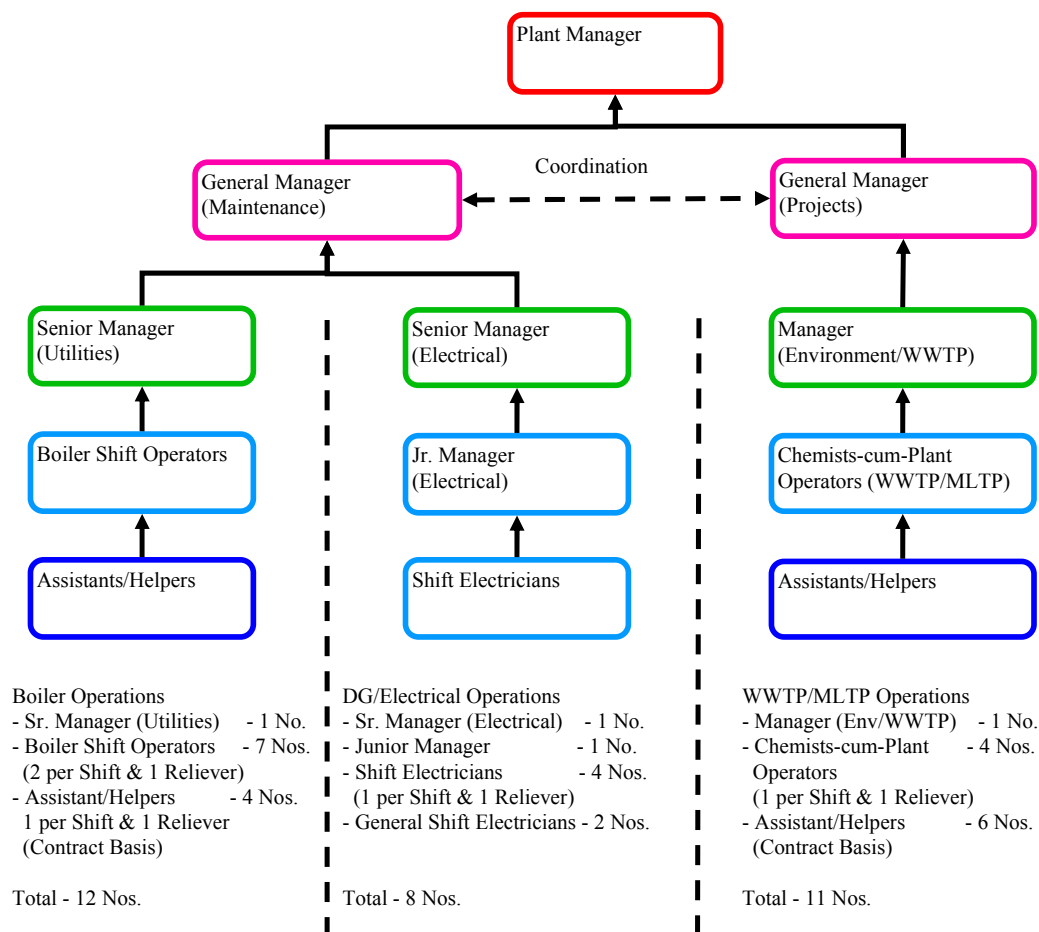 Plant Manager
Coordination
General Manager
(Maintenance)
General Manager
(Projects)
Senior Manager
(Utilities)
Senior Manager
(Electrical)
Manager
(Environment/WWTP)
Boiler Shift Operators
Jr. Manager
(Electrical)
Chemists-cum-Plant
Operators (WWTP/MLTP)
Assistants/Helpers
Shift Electricians
Assistants/Helpers
Boiler Operations
- Sr. Manager (Utilities) - 1 No.
- Boiler Shift Operators - 7 Nos.
(2 per Shift & 1 Reliever)
- Assistant/Helpers - 4 Nos.
1 per Shift & 1 Reliever
(Contract Basis)
Total - 12 Nos.
DG/Electrical Operations
- Sr. Manager (Electrical) - 1 No.
- Junior Manager - 1 No.
- Shift Electricians - 4 Nos.
(1 per Shift & 1 Reliever)
- General Shift Electricians - 2 Nos.
Total - 8 Nos.
WWTP/MLTP Operations
- Manager (Env/WWTP) - 1 No.
- Chemists-cum-Plant - 4 Nos.
Operators
(1 per Shift & 1 Reliever)
- Assistant/Helpers - 6 Nos.
(Contract Basis)
Total - 11 Nos.